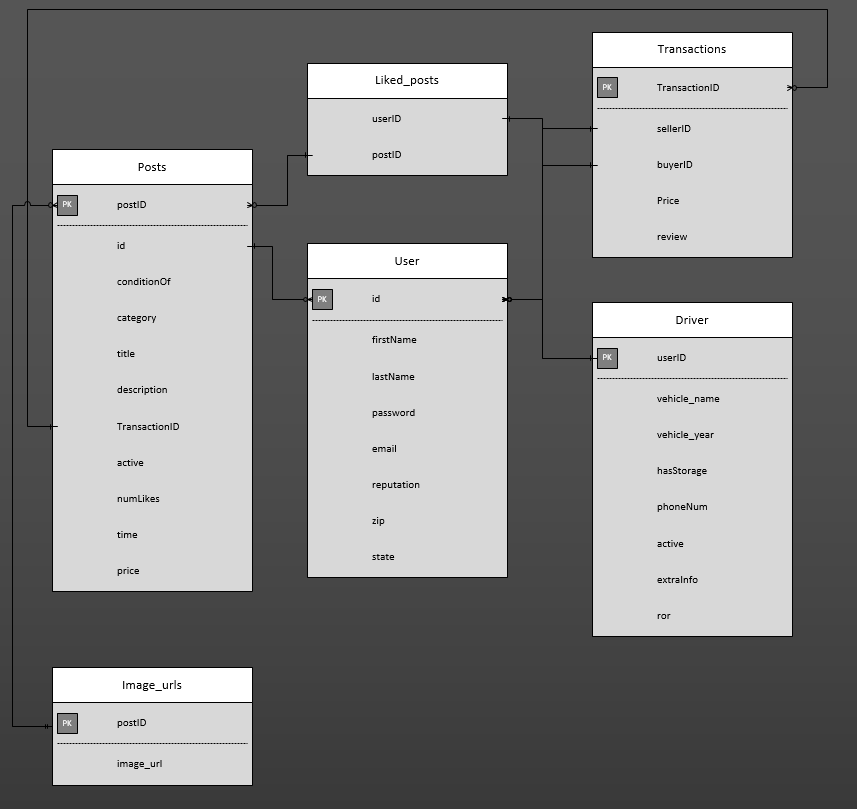 Transactions
PK TransactionID
sellerID
buyerID
Price
review
Liked_posts
userID
postID
Posts
PK postID
id
conditionOf
category
title
description
TransactionID
active
numLikes
time
price
User
PK id
firstName
lastName
password
email
reputation
zip
state
Driver
PK userID
vehicle_name
vehicle_year
hasStorage
phoneNum
active
extraInfo
ror
Image_urls
PK postID
image_url